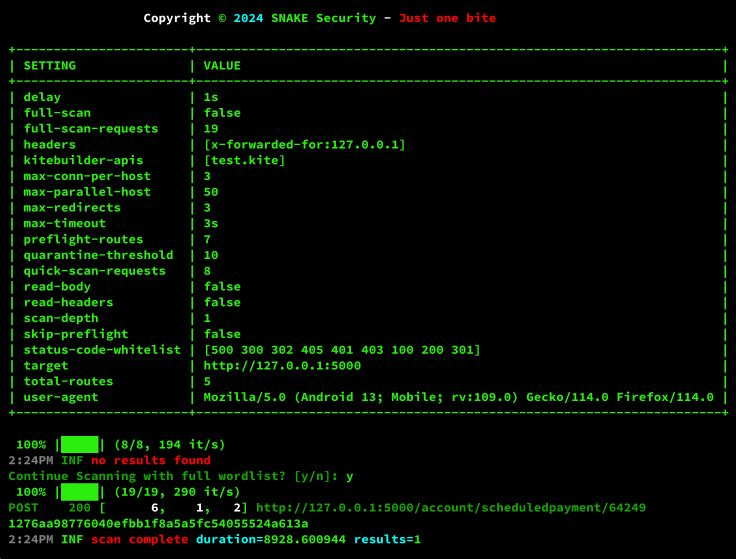 Copyright © 2024 SNAKE Security - Just one bite
+-----------------------+----------------------------------------------------------------------+
| SETTING | VALUE |
+-----------------------+----------------------------------------------------------------------+
| delay | 1s |
| full-scan | false |
| full-scan-requests | 19 |
| headers | [x-forwarded-for:127.0.0.1] |
| kitebuilder-apis | [test.kite] |
| max-conn-per-host | 3 |
| max-parallel-host | 50 |
| max-redirects | 3 |
| max-timeout | 3s |
| preflight-routes | 7 |
| quarantine-threshold | 10 |
| quick-scan-requests | 8 |
| read-body | false |
| read-headers | false |
| scan-depth | 1 |
| skip-preflight | false |
| status-code-whitelist | [500 300 302 405 401 403 100 200 301] |
| target | http://127.0.0.1:5000 |
| total-routes | 5 |
| user-agent | Mozilla/5.0 (Android 13; Mobile; rv:109.0) Gecko/114.0 Firefox/114.0 |
+-----------------------+----------------------------------------------------------------------+
100% |█████| (8/8, 194 it/s)
2:24PM INF no results found
Continue Scanning with full wordlist? [y/n]: y
100% |█████| (19/19, 290 it/s)
POST 200 [ 6, 1, 2] http://127.0.0.1:5000/account/scheduledpayment/64249
1276aa98776040efbb1f8a5a5fc54055524a613a
2:24PM INF scan complete duration=8928.600944 results=1